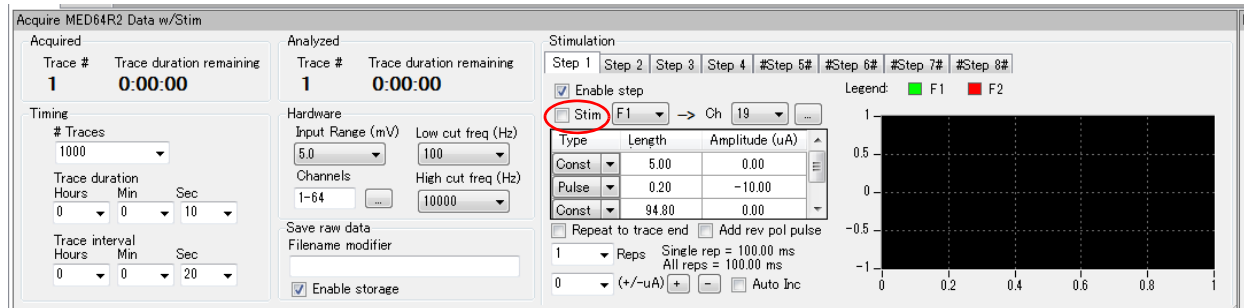 Acquire MED64R2 Data w/Stim
Acquired
Trace # Trace duration remaining
1 0:00:00
Timing
# Traces
1000
Trace duration
Hours Min Sec
0 0 10
Trace interval
Hours Min Sec
0 0 20
Analyzed
Trace # Trace duration remaining
1 0:00:00
Hardware
Input Range (mV) Low cut freq (Hz)
5.0 100
Channels High cut freq (Hz)
1-64 ... 10000
Save raw data
Filename modifier
Enable storage
Stimulation
Step 1 Step 2 Step 3 Step 4 #Step 5# #Step 6# #Step 7# #Step 8#
Enable step
Stim F1 -> Ch 19 ...
Type Length Amplitude (uA)
Const 5.00 0.00
Pulse 0.20 -10.00
Const 94.80 0.00
Repeat to trace end Add rev pol pulse
1 Reps Single rep = 100.00 ms
All reps = 100.00 ms
0 (+/-uA) + - Auto Inc
Legend: F1 F2
1
0.5
0
-0.5
-1
0 0.2 0.4 0.6 0.8 1